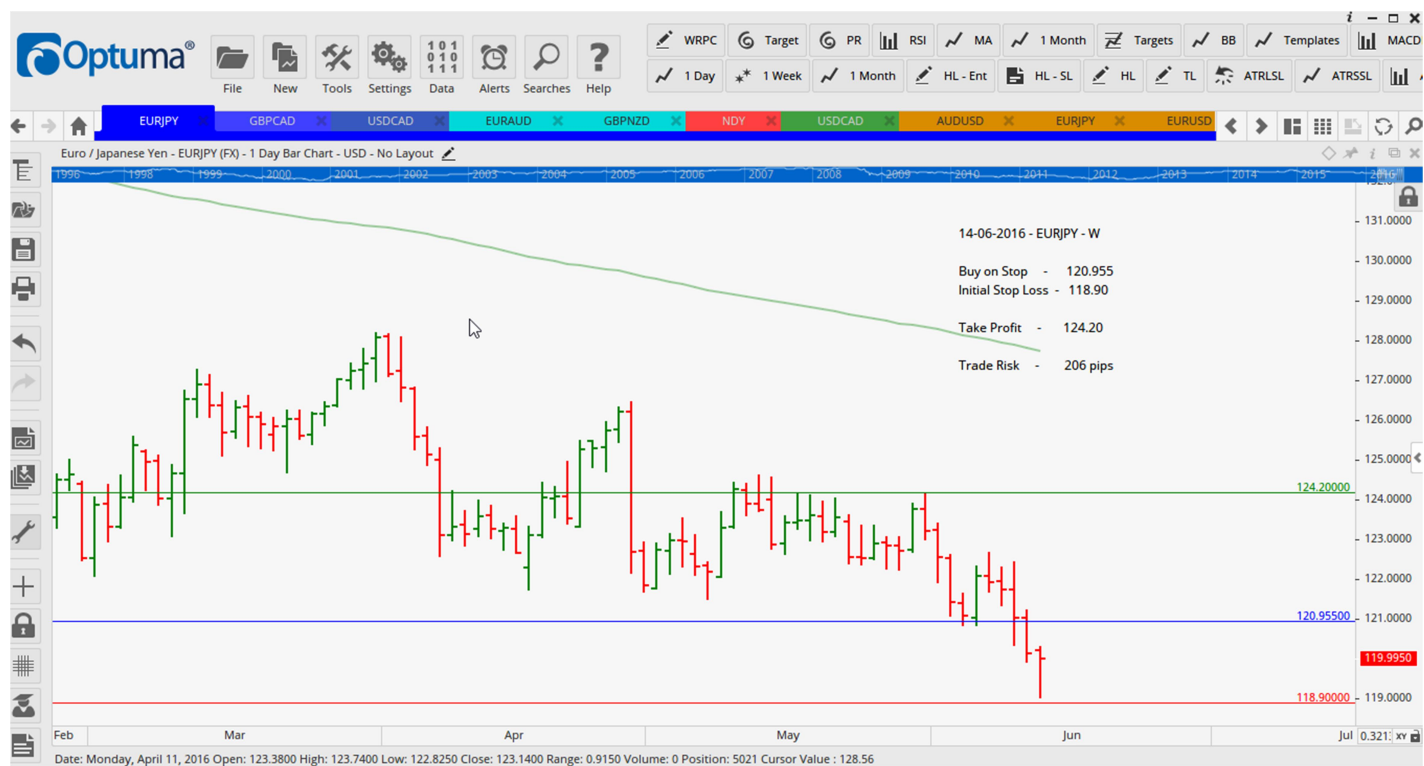 i
Optuma®
File New Tools Settings Data Alerts Searches Help
101
010
111
WRPC Target PR RSI MA 1 Month Targets BB Templates MACD
1 Day 1 Week 1 Month HL - Ent HL - SL HL TL ATRLSL ATRSSL
EURJPY GBPCAD USDCAD EURAUD GBPNZD NDY USDCAD AUDUSD EURJPY EURUSD
Euro / Japanese Yen - EURJPY (FX) - 1 Day Bar Chart - USD - No Layout
1996 1998 1999 2000 2001 2002 2003 2004 2005 2006 2007 2008 2009 2010 2011 2012 2013 2014 2015 2016
132.0
131.0000
14-06-2016 - EURJPY - W
130.0000
Buy on Stop - 120.955
Initial Stop Loss - 118.90
129.0000
Take Profit - 124.20
128.0000
Trade Risk - 206 pips
127.0000
126.0000
125.0000
124.20000
124.0000
123.0000
122.0000
120.95500
121.0000
119.9950
118.90000
119.0000
Feb Mar Apr May Jun Jul 0.321 XY
Date: Monday, April 11, 2016 Open: 123.3800 High: 123.7400 Low: 122.8250 Close: 123.1400 Range: 0.9150 Volume: 0 Position: 5021 Cursor Value : 128.56